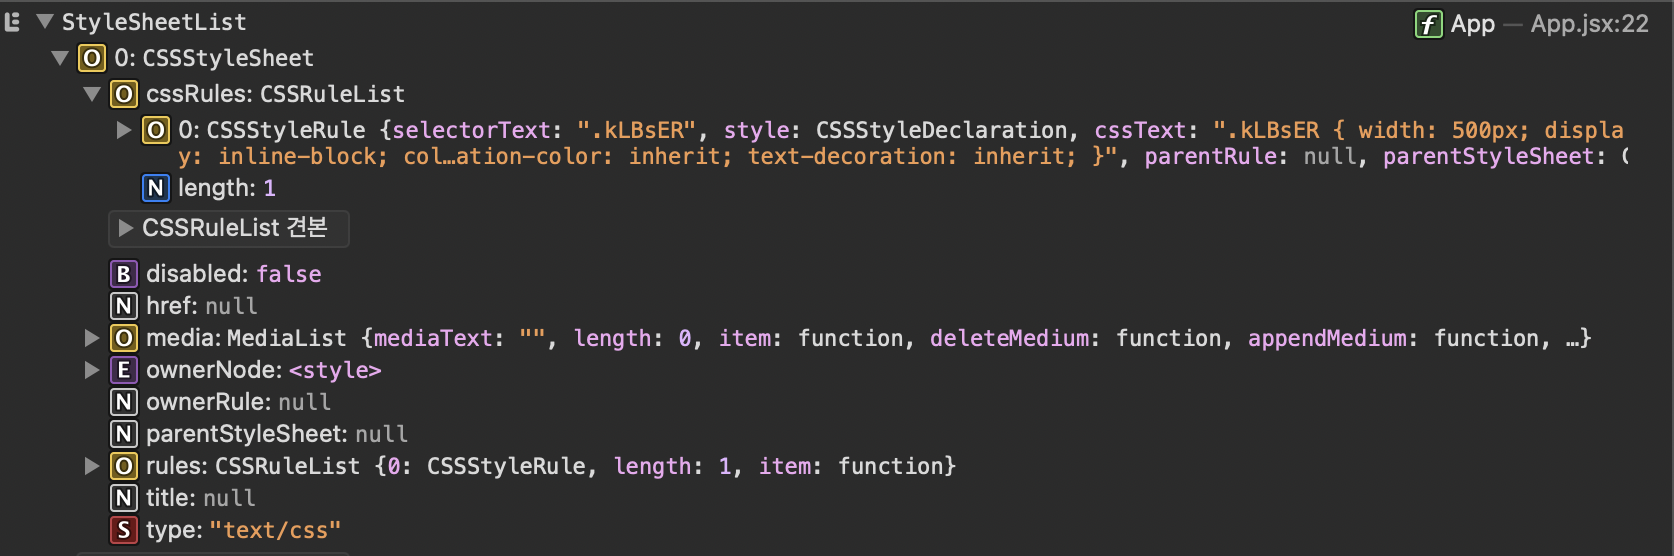 StyleSheetList
f App — App.jsx:22
O 0: CSSStyleSheet
O cssRules: CSSRuleList
O 0: CSSStyleRule {selectorText: ".kLBsER", style: CSSStyleDeclaration, cssText: ".kLBsER { width: 500px; displa
y: inline-block; col…ation-color: inherit; text-decoration: inherit; }", parentRule: null, parentStyleSheet:
N length: 1
CSSRuleList 견본
B disabled: false
N href: null
O media: MediaList {mediaText: "", length: 0, item: function, deleteMedium: function, appendMedium: function, …}
E ownerNode: <style>
N ownerRule: null
N parentStyleSheet: null
O rules: CSSRuleList {0: CSSStyleRule, length: 1, item: function}
N title: null
S type: "text/css"